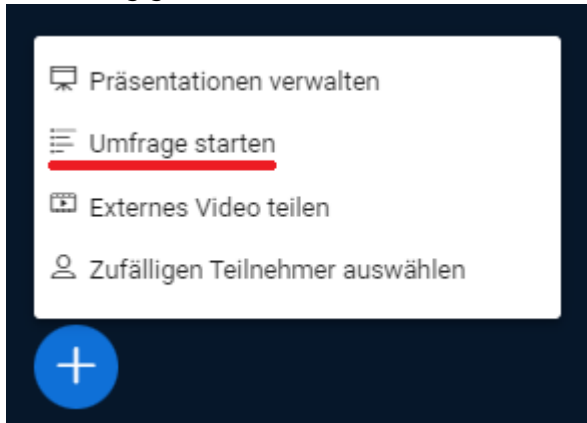 Präsentationen verwalten
Umfrage starten
Externes Video teilen
Zufälligen Teilnehmer auswählen